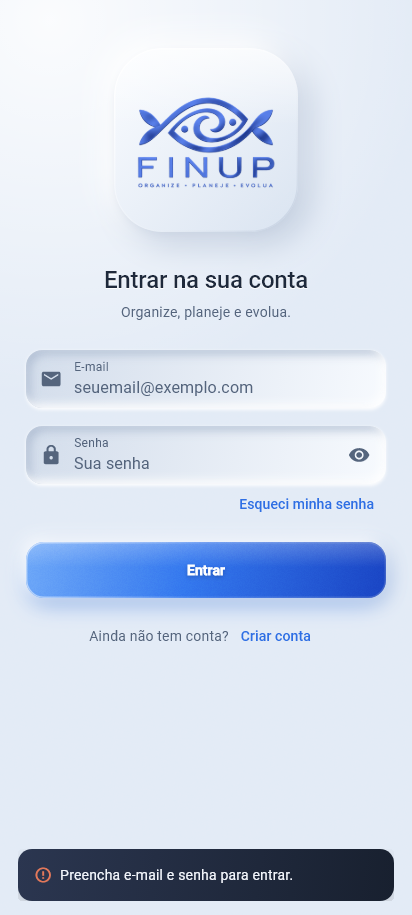 FINUP
ORGANIZE • PLANEJE • EVOLUA
Entrar na sua conta
Organize, planeje e evolua.
E-mail
seuemail@exemplo.com
Senha
Sua senha
Esqueci minha senha
Entrar
Ainda não tem conta? Criar conta
Preencha e-mail e senha para entrar.